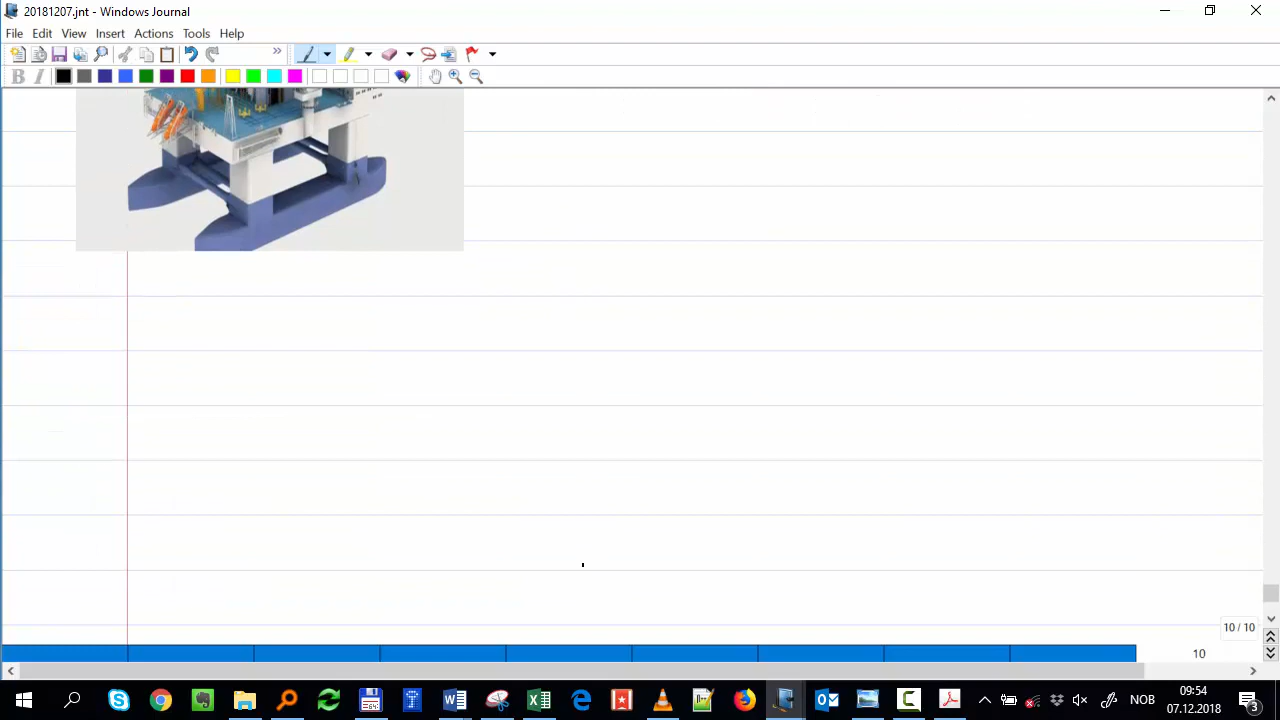 20181207.jnt - Windows Journal
File Edit View Insert Actions Tools Help
B I
10 / 10
10
NOB
09:54
07.12.2018
3